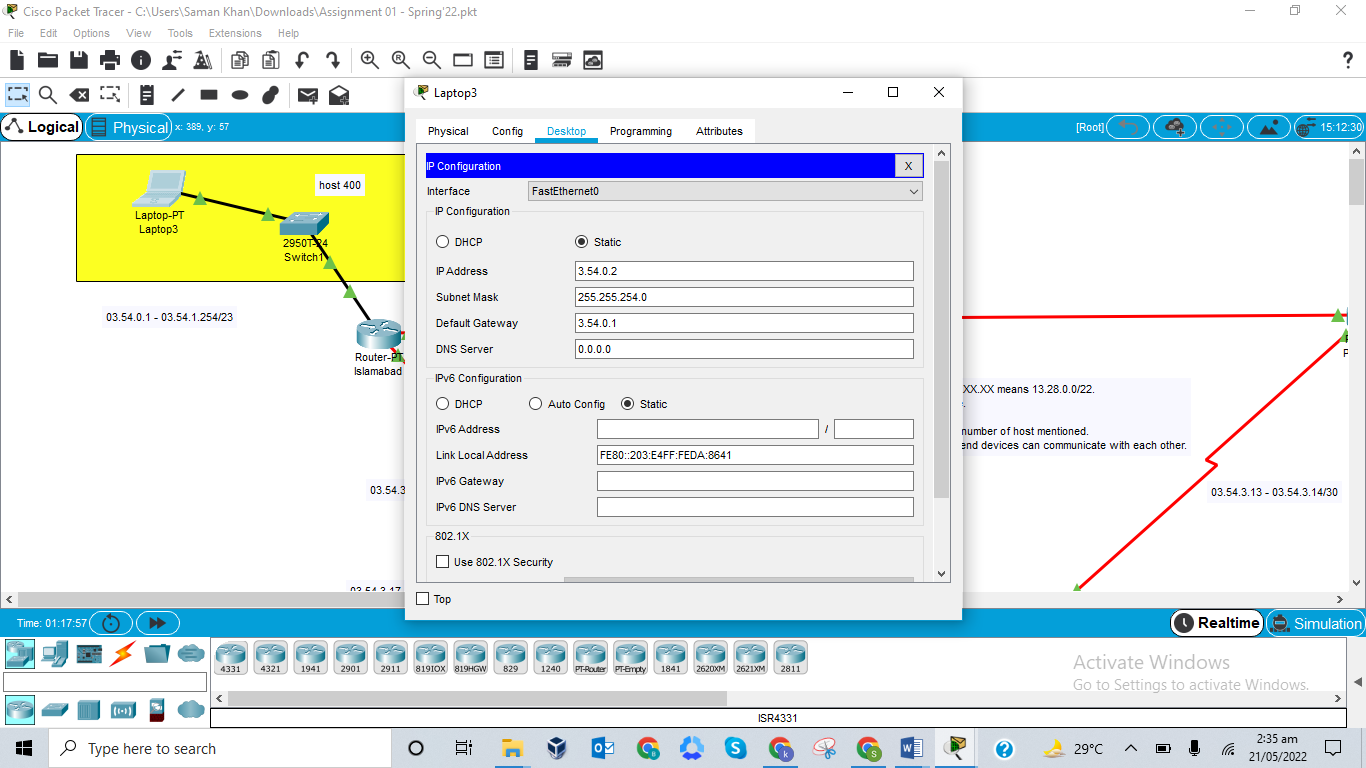 Cisco Packet Tracer - C:\Users\Saman Khan\Downloads\Assignment 01 - Spring'22.pkt
File Edit Options View Tools Extensions Help
Logical Physical x: 389, y: 57
[Root] 15:12:30
host 400
Laptop-PT
Laptop3
2950T-24
Switch1
03.54.0.1 - 03.54.1.254/23
Router-PT
Islamabad
03.54.3
03.54.3.17
Laptop3
Physical Config Desktop Programming Attributes
IP Configuration X
Interface FastEthernet0
IP Configuration
DHCP Static
IP Address 3.54.0.2
Subnet Mask 255.255.254.0
Default Gateway 3.54.0.1
DNS Server 0.0.0.0
IPv6 Configuration
DHCP Auto Config Static
IPv6 Address /
Link Local Address FE80::203:E4FF:FEDA:8641
IPv6 Gateway
IPv6 DNS Server
802.1X
Use 802.1X Security
Top
XX.XX means 13.28.0.0/22.
number of host mentioned.
end devices can communicate with each other.
03.54.3.13 - 03.54.3.14/30
Time: 01:17:57
Realtime Simulation
4331 4321 1941 2901 2911 819IOX 819HGW 829 1240 PT-Router PT-Empty 1841 2620XM 2621XM 2811
ISR4331
Activate Windows
Go to Settings to activate Windows.
Type here to search
29°C
2:35 am
21/05/2022